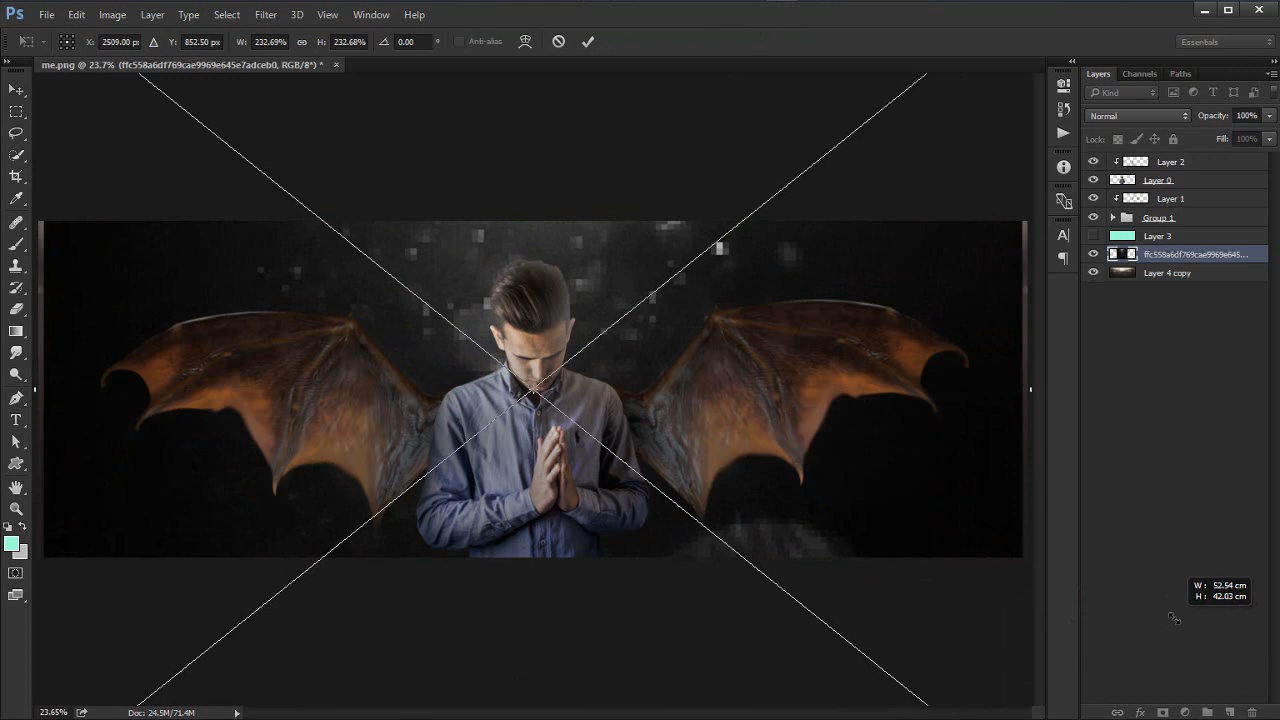 Ps File Edit Image Layer Type Select Filter 3D View Window Help
X: 2509.00 p Y: 852.50 px W: 232.69% H: 232.68% 0.00 ° Anti-alias Essentials
me.png @ 23.7% (ffc558a6df769cae9969e645e7adceb0, RGB/8*) * ×
Layers Channels Paths
Kind
Normal Opacity: 100%
Lock: Fill: 100%
Layer 2
Layer 0
Layer 1
Group 1
Layer 3
ffc558a6df769cae9969e645...
Layer 4 copy
W: 52.54 cm
H: 42.03 cm
23.65% Doc: 24.5M/71.4M